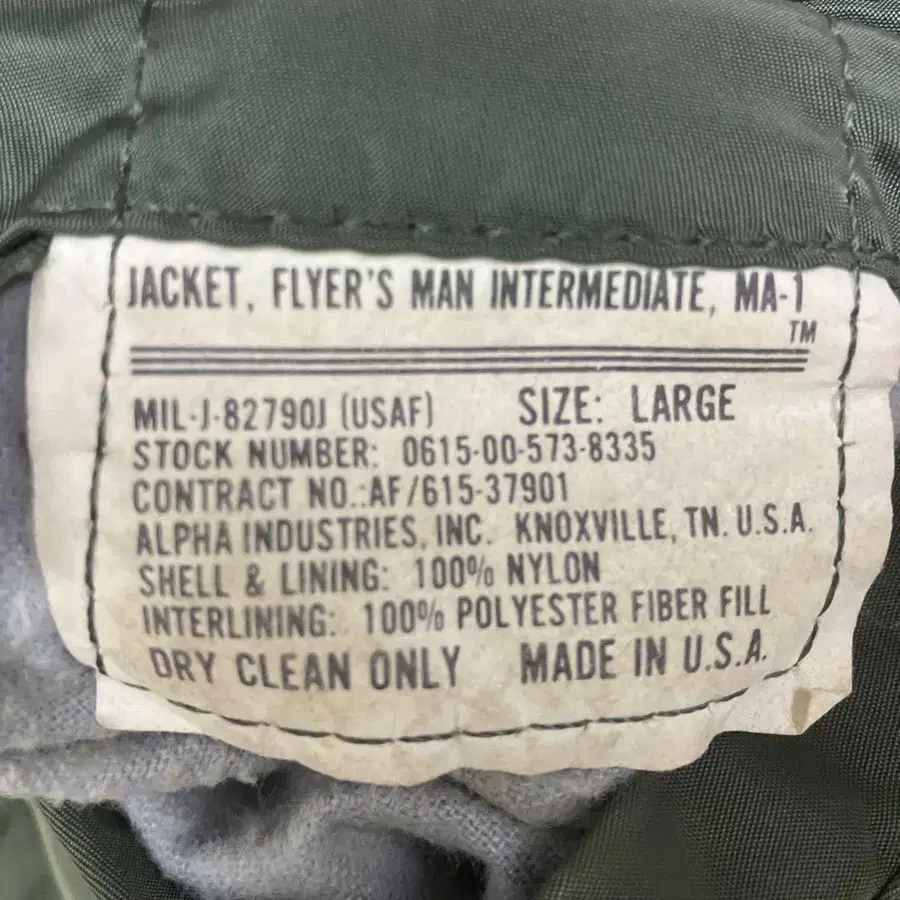 JACKET, FLYER'S MAN INTERMEDIATE, MA-1
TM
MIL-J-82790J (USAF) SIZE: LARGE
STOCK NUMBER: 0615-00-573-8335
CONTRACT NO.:AF/615-37901
ALPHA INDUSTRIES, INC. KNOXVILLE, TN. U.S.A.
SHELL & LINING: 100% NYLON
INTERLINING: 100% POLYESTER FIBER FILL
DRY CLEAN ONLY MADE IN U.S.A.